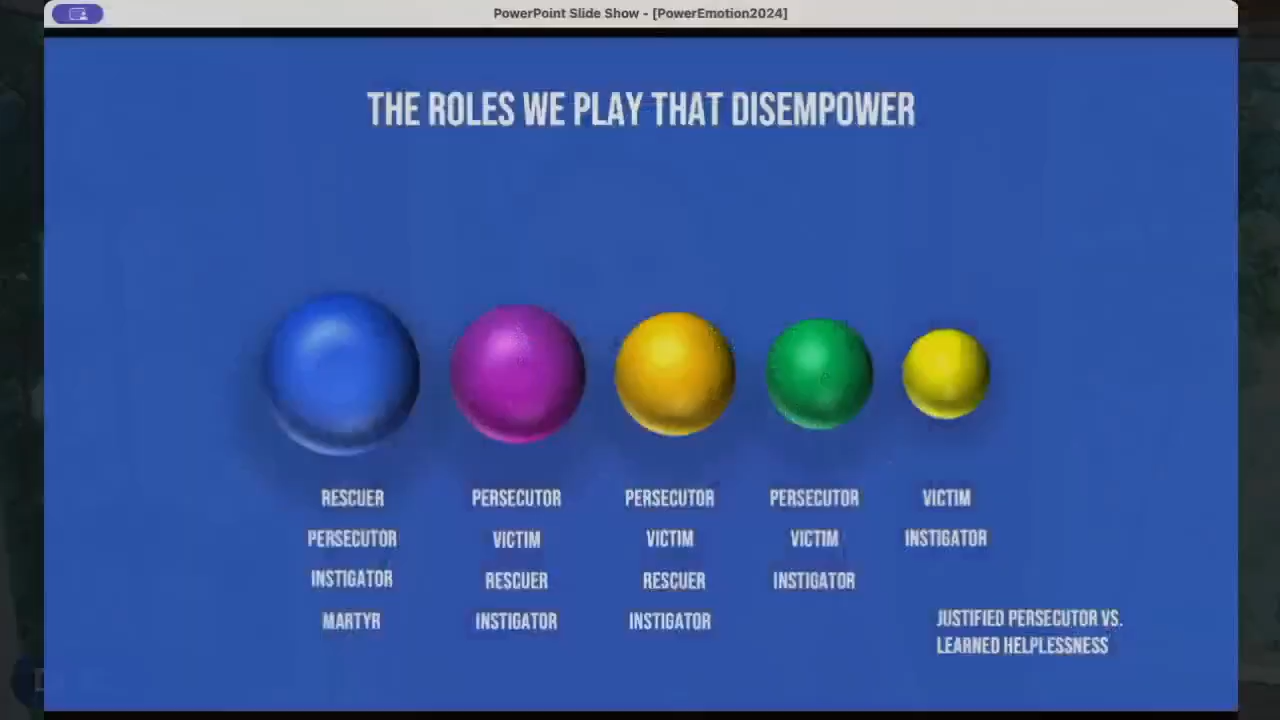 PowerPoint Slide Show - [PowerEmotion2024]
THE ROLES WE PLAY THAT DISEMPOWER
RESCUER
PERSECUTOR
INSTIGATOR
MARTYR
PERSECUTOR
VICTIM
RESCUER
INSTIGATOR
PERSECUTOR
VICTIM
RESCUER
INSTIGATOR
PERSECUTOR
VICTIM
INSTIGATOR
VICTIM
INSTIGATOR
JUSTIFIED PERSECUTOR VS.
LEARNED HELPLESSNESS